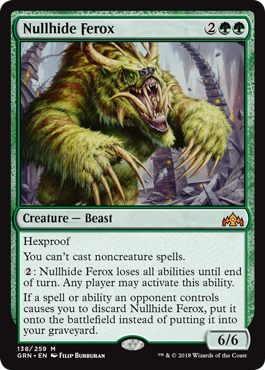 Nullhide Ferox 2
Creature — Beast
Hexproof
You can't cast noncreature spells.
2: Nullhide Ferox loses all abilities until end
of turn. Any player may activate this ability.
If a spell or ability an opponent controls
causes you to discard Nullhide Ferox, put it
onto the battlefield instead of putting it into
your graveyard.
6/6
138/259 M
GRN • EN Filip Burburan
™ & © 2018 Wizards of the Coast